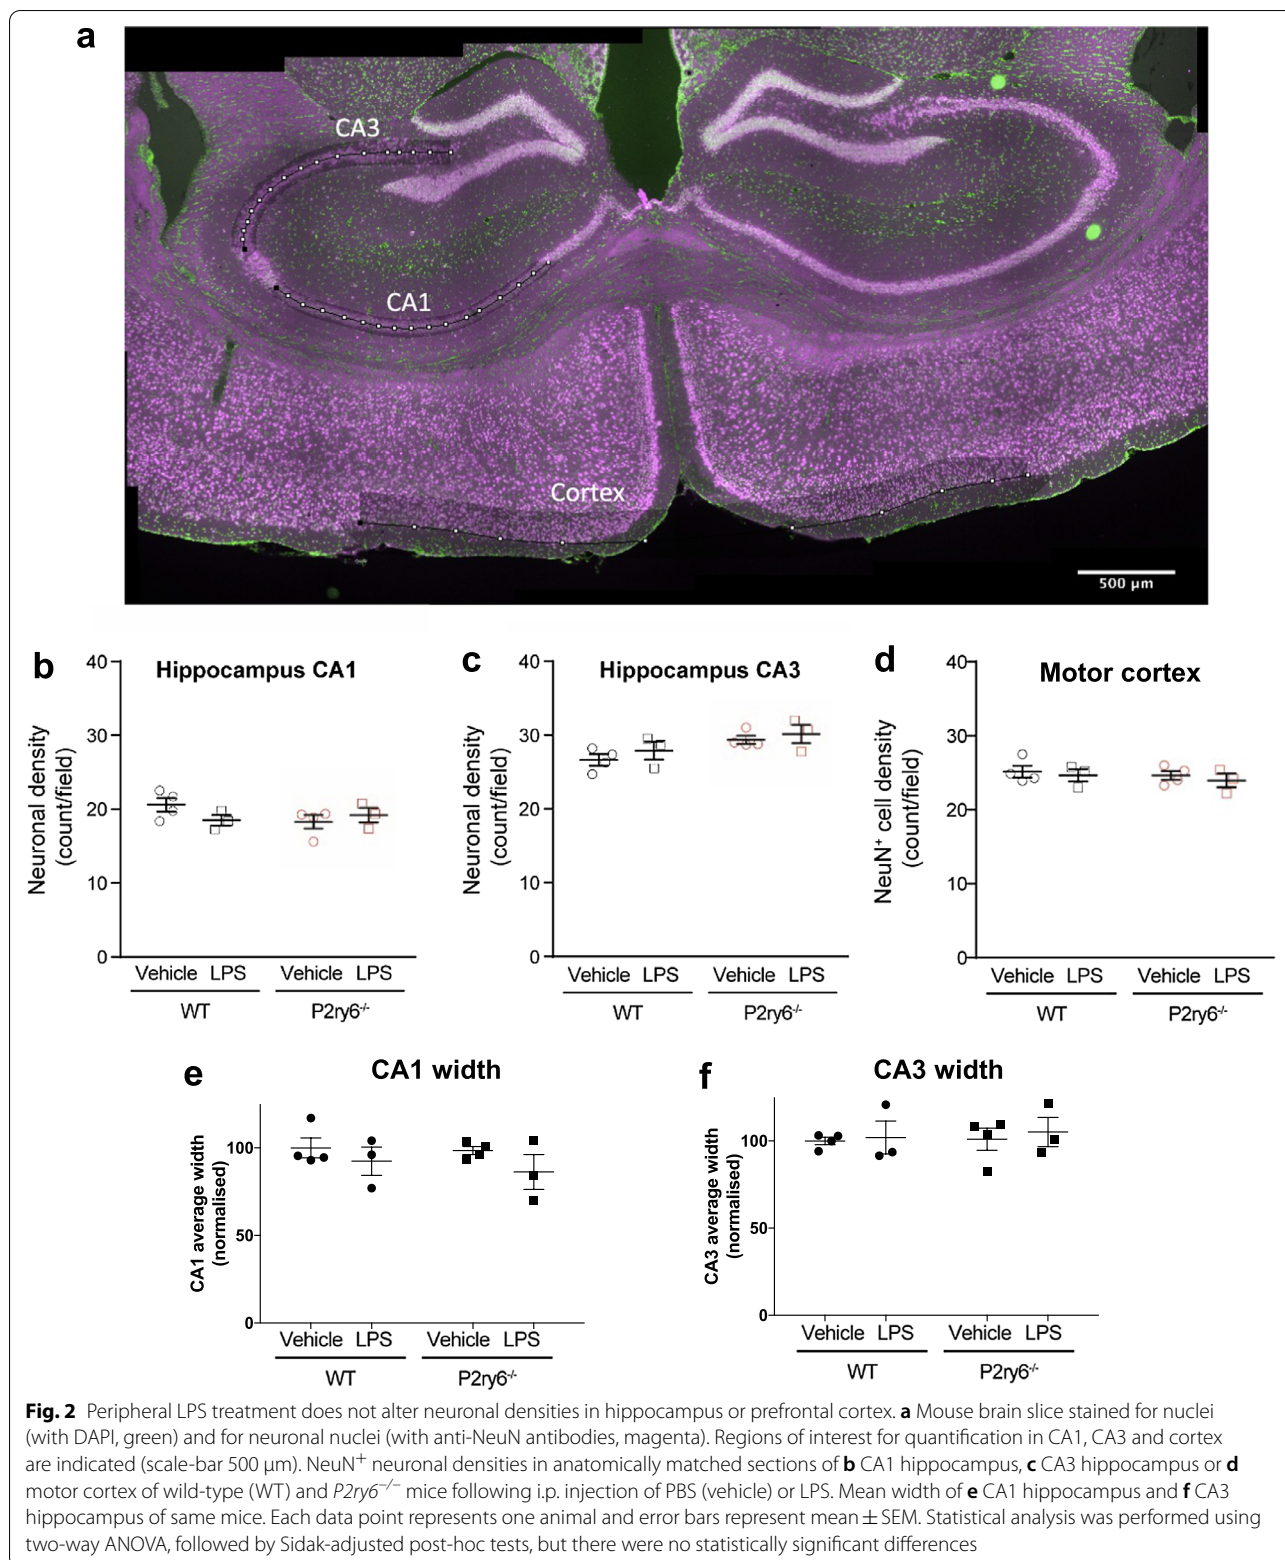 a
CA3
CA1
Cortex
500 µm
b
Hippocampus CA1
Neuronal density
(count/field)
40
30
20
10
0
Vehicle LPS Vehicle LPS
WT P2ry6-/-
c
Hippocampus CA3
Neuronal density
(count/field)
40
30
20
10
0
Vehicle LPS Vehicle LPS
WT P2ry6-/-
d
Motor cortex
NeuN+ cell density
(count/field)
40
30
20
10
0
Vehicle LPS Vehicle LPS
WT P2ry6-/-
e
CA1 width
CA1 average width
(normalised)
100
50
0
Vehicle LPS Vehicle LPS
WT P2ry6-/-
f
CA3 width
CA3 average width
(normalised)
100
50
0
Vehicle LPS Vehicle LPS
WT P2ry6-/-
Fig. 2 Peripheral LPS treatment does not alter neuronal densities in hippocampus or prefrontal cortex. a Mouse brain slice stained for nuclei
(with DAPI, green) and for neuronal nuclei (with anti-NeuN antibodies, magenta). Regions of interest for quantification in CA1, CA3 and cortex
are indicated (scale-bar 500 µm). NeuN+ neuronal densities in anatomically matched sections of b CA1 hippocampus, c CA3 hippocampus or d
motor cortex of wild-type (WT) and P2ry6−/− mice following i.p. injection of PBS (vehicle) or LPS. Mean width of e CA1 hippocampus and f CA3
hippocampus of same mice. Each data point represents one animal and error bars represent mean ± SEM. Statistical analysis was performed using
two-way ANOVA, followed by Sidak-adjusted post-hoc tests, but there were no statistically significant differences